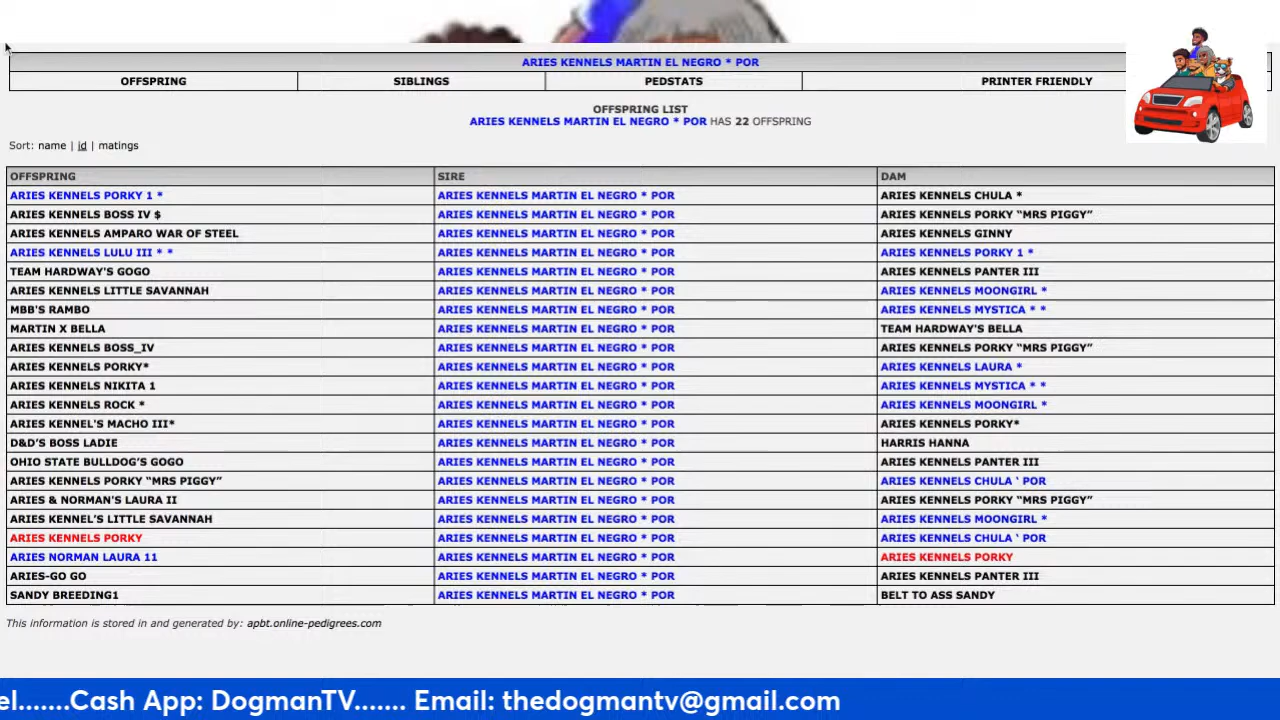 ARIES KENNELS MARTIN EL NEGRO * POR
OFFSPRING SIBLINGS PEDSTATS PRINTER FRIENDLY
OFFSPRING LIST
ARIES KENNELS MARTIN EL NEGRO * POR HAS 22 OFFSPRING
Sort: name | id | matings
OFFSPRING SIRE DAM
ARIES KENNELS PORKY 1 * ARIES KENNELS MARTIN EL NEGRO * POR ARIES KENNELS CHULA *
ARIES KENNELS BOSS IV $ ARIES KENNELS MARTIN EL NEGRO * POR ARIES KENNELS PORKY “MRS PIGGY”
ARIES KENNELS AMPARO WAR OF STEEL ARIES KENNELS MARTIN EL NEGRO * POR ARIES KENNELS GINNY
ARIES KENNELS LULU III * * ARIES KENNELS MARTIN EL NEGRO * POR ARIES KENNELS PORKY 1 *
TEAM HARDWAY'S GOGO ARIES KENNELS MARTIN EL NEGRO * POR ARIES KENNELS PANTER III
ARIES KENNELS LITTLE SAVANNAH ARIES KENNELS MARTIN EL NEGRO * POR ARIES KENNELS MOONGIRL *
MBB'S RAMBO ARIES KENNELS MARTIN EL NEGRO * POR ARIES KENNELS MYSTICA * *
MARTIN X BELLA ARIES KENNELS MARTIN EL NEGRO * POR TEAM HARDWAY'S BELLA
ARIES KENNELS BOSS_IV ARIES KENNELS MARTIN EL NEGRO * POR ARIES KENNELS PORKY “MRS PIGGY”
ARIES KENNELS PORKY* ARIES KENNELS MARTIN EL NEGRO * POR ARIES KENNELS LAURA *
ARIES KENNELS NIKITA 1 ARIES KENNELS MARTIN EL NEGRO * POR ARIES KENNELS MYSTICA * *
ARIES KENNELS ROCK * ARIES KENNELS MARTIN EL NEGRO * POR ARIES KENNELS MOONGIRL *
ARIES KENNEL'S MACHO III* ARIES KENNELS MARTIN EL NEGRO * POR ARIES KENNELS PORKY*
D&D’S BOSS LADIE ARIES KENNELS MARTIN EL NEGRO * POR HARRIS HANNA
OHIO STATE BULLDOG’S GOGO ARIES KENNELS MARTIN EL NEGRO * POR ARIES KENNELS PANTER III
ARIES KENNELS PORKY “MRS PIGGY” ARIES KENNELS MARTIN EL NEGRO * POR ARIES KENNELS CHULA ‘ POR
ARIES & NORMAN'S LAURA II ARIES KENNELS MARTIN EL NEGRO * POR ARIES KENNELS PORKY “MRS PIGGY”
ARIES KENNEL’S LITTLE SAVANNAH ARIES KENNELS MARTIN EL NEGRO * POR ARIES KENNELS MOONGIRL *
ARIES KENNELS PORKY ARIES KENNELS MARTIN EL NEGRO * POR ARIES KENNELS CHULA ‘ POR
ARIES NORMAN LAURA 11 ARIES KENNELS MARTIN EL NEGRO * POR ARIES KENNELS PORKY
ARIES-GO GO ARIES KENNELS MARTIN EL NEGRO * POR ARIES KENNELS PANTER III
SANDY BREEDING1 ARIES KENNELS MARTIN EL NEGRO * POR BELT TO ASS SANDY
This information is stored in and generated by: apbt.online-pedigrees.com
el.......Cash App: DogmanTV....... Email: thedogmantv@gmail.com